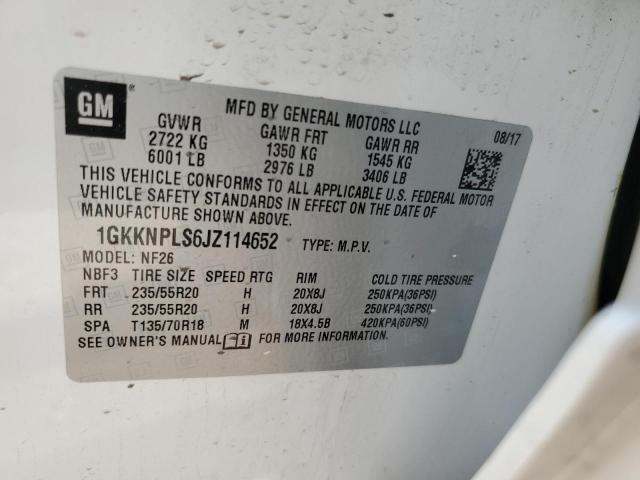 GM ®
MFD BY GENERAL MOTORS LLC
08/17
GVWR GAWR FRT GAWR RR
2722 KG 1350 KG 1545 KG
6001 LB 2976 LB 3406 LB
THIS VEHICLE CONFORMS TO ALL APPLICABLE U.S. FEDERAL MOTOR
VEHICLE SAFETY, BUMPER, AND THEFT PREVENTION STANDARDS IN
EFFECT ON THE DATE OF
MANUFACTURE SHOWN ABOVE.
1GKKNPLS6JZ114652 TYPE: M.P.V.
MODEL: NF26
NBF3 TIRE SIZE SPEED RTG RIM COLD TIRE PRESSURE
FRT 235/55R20 H 20X8J 250KPA(36PSI)
RR 235/55R20 H 20X8J 250KPA(36PSI)
SPA T135/70R18 M 18X4.5B 420KPA(60PSI)
SEE OWNER'S MANUAL FOR MORE INFORMATION.